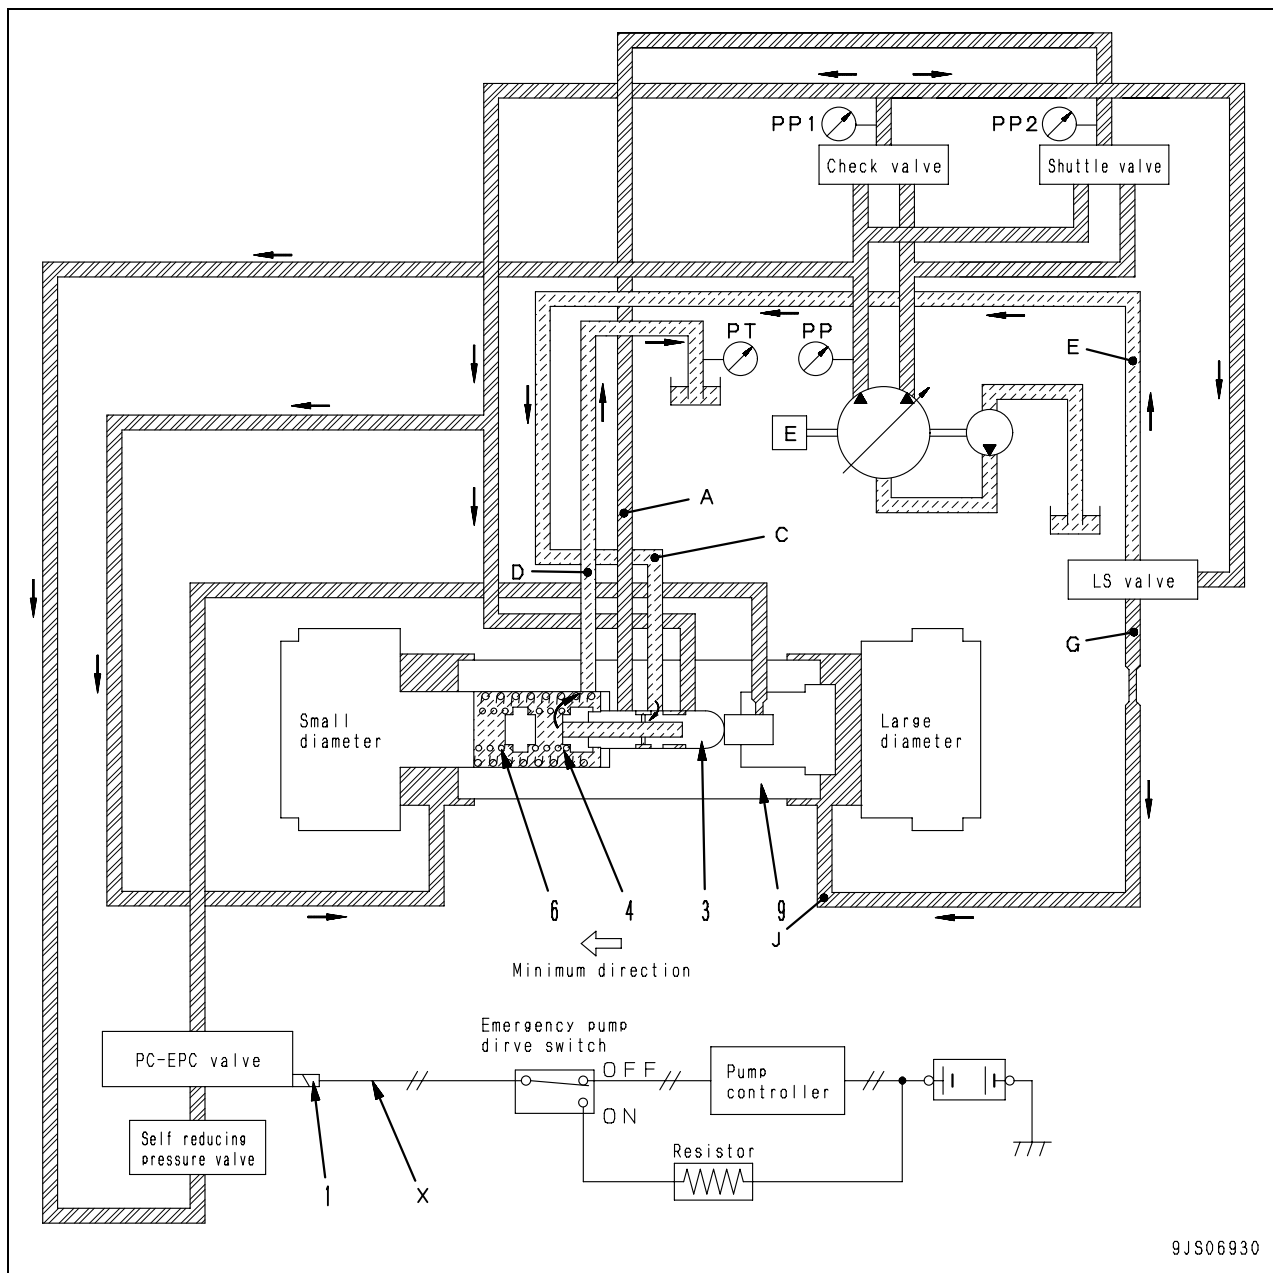 PP1
PP2
Check valve
Shuttle valve
PT
PP
E
E
A
C
D
LS valve
G
Small
diameter
Large
diameter
6
4
3
9
J
Minimum direction
Emergency pump
dirve switch
PC-EPC valve
OFF
ON
Pump
controller
Self reducing
pressure valve
Resistor
1
X
9JS06930